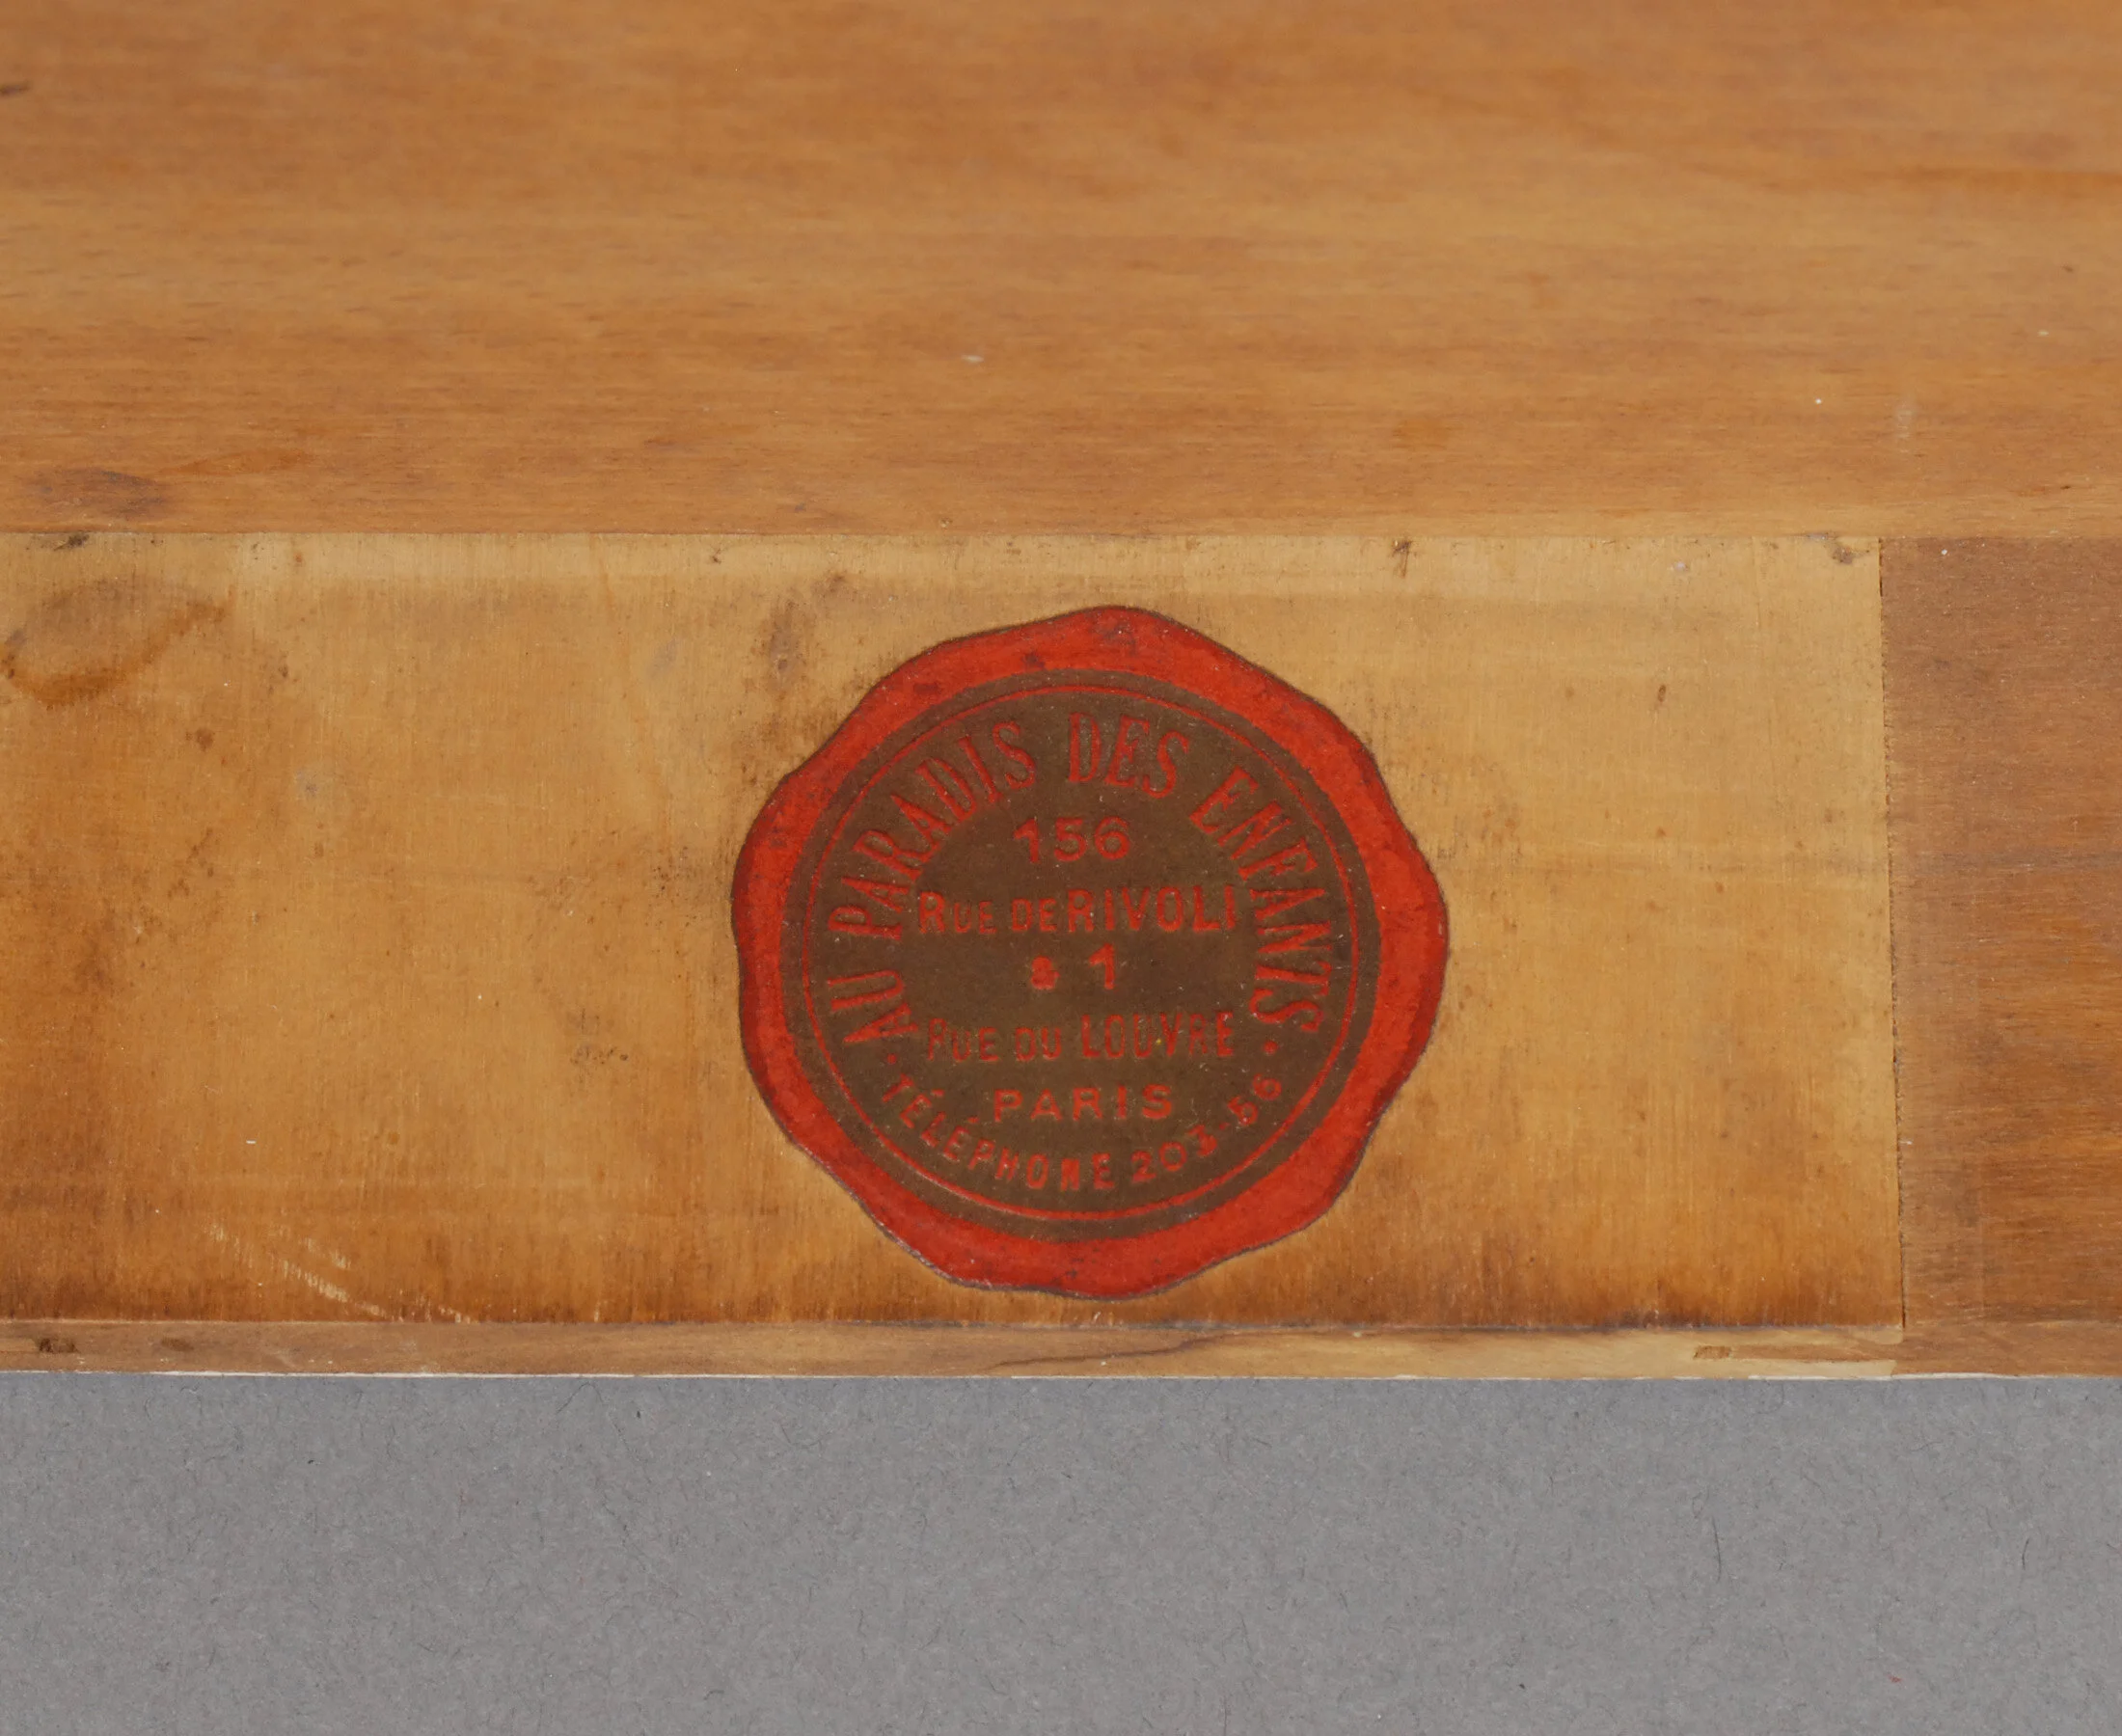 AU PARADIS DES ENFANTS
156
RUE DE RIVOLI
& 1
RUE DU LOUVRE
PARIS
TÉLÉPHONE 203-56